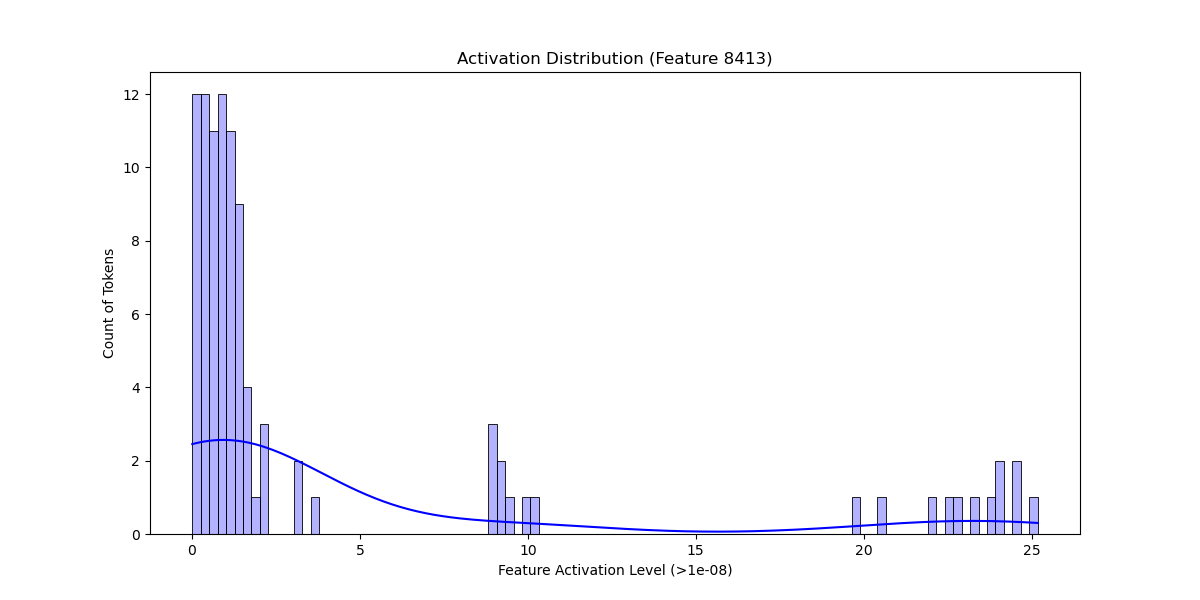 Activation Distribution (Feature 8413)
12
10
8
6
4
2
0
Count of Tokens
0 5 10 15 20 25
Feature Activation Level (>1e-08)